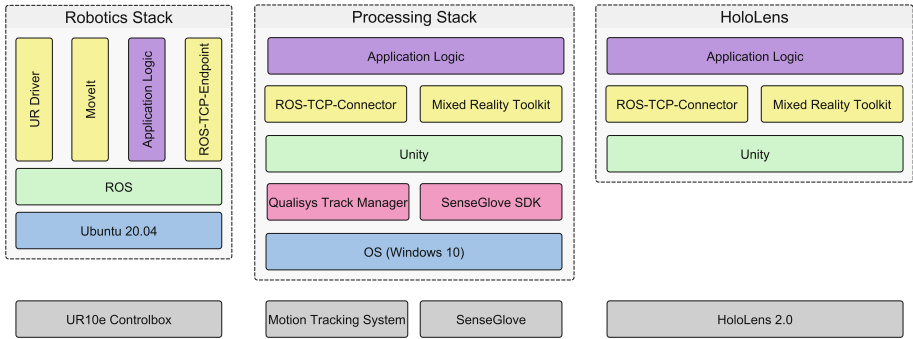 Robotics Stack
UR Driver
MoveIt
Application Logic
ROS-TCP-Endpoint
ROS
Ubuntu 20.04
UR10e Controlbox
Processing Stack
Application Logic
ROS-TCP-Connector
Mixed Reality Toolkit
Unity
Qualisys Track Manager
SenseGlove SDK
OS (Windows 10)
Motion Tracking System
SenseGlove
HoloLens
Application Logic
ROS-TCP-Connector
Mixed Reality Toolkit
Unity
HoloLens 2.0